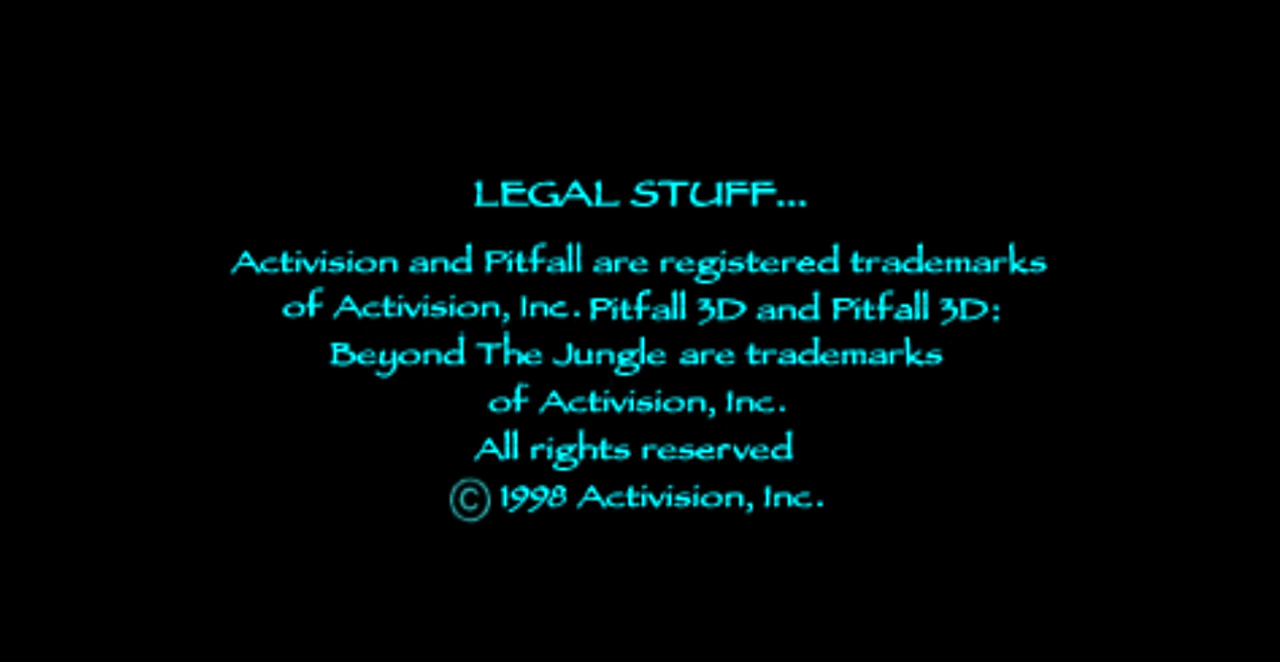 LEGAL STUFF...
Activision and Pitfall are registered trademarks
of Activision, Inc. Pitfall 3D and Pitfall 3D:
Beyond The Jungle are trademarks
of Activision, Inc.
All rights reserved
© 1998 Activision, Inc.